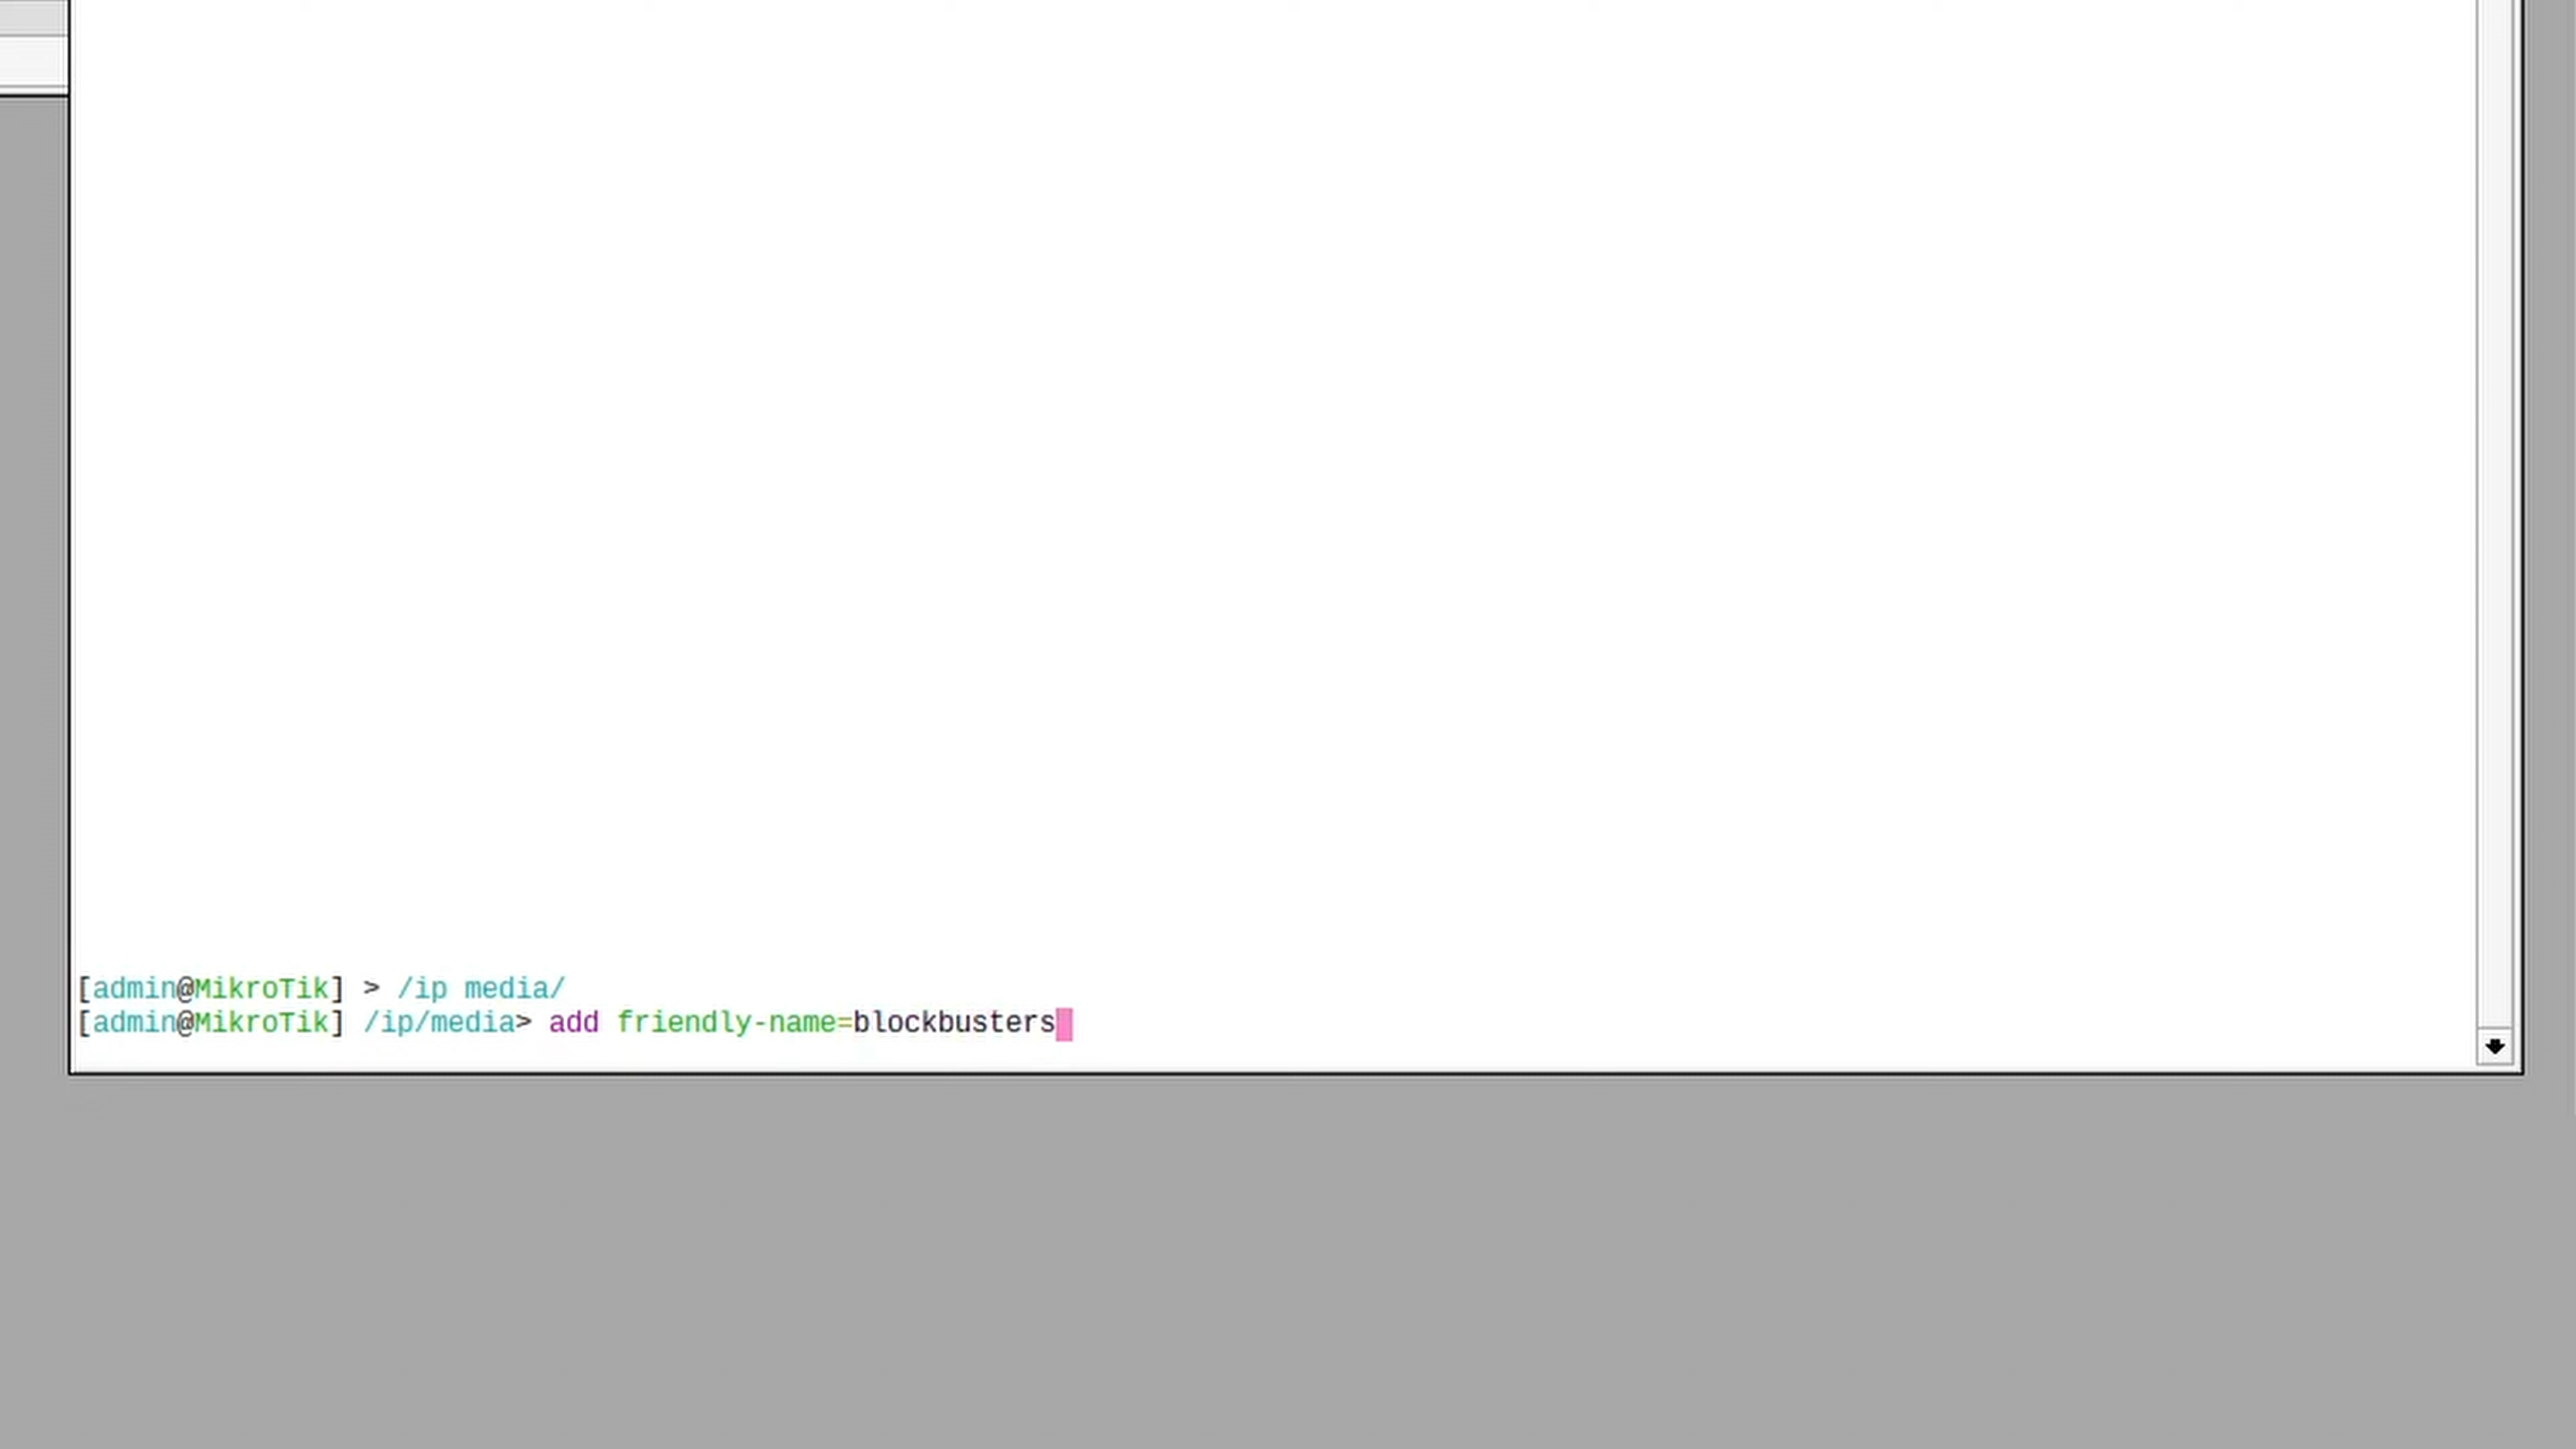 [admin@MikroTik] > /ip media/
[admin@MikroTik] /ip/media> add friendly-name=blockbusters